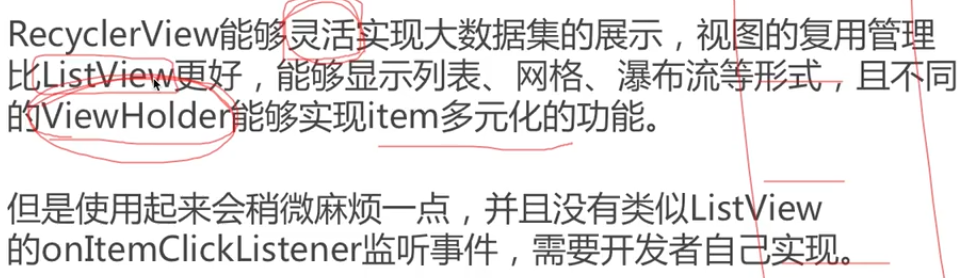 RecyclerView能够灵活实现大数据集的展示，视图的复用管理
比ListView更好，能够显示列表、网格、瀑布流等形式，且不同
的ViewHolder能够实现item多元化的功能。
但是使用起来会稍微麻烦一点，并且没有类似ListView
的onItemClickListener监听事件，需要开发者自己实现。